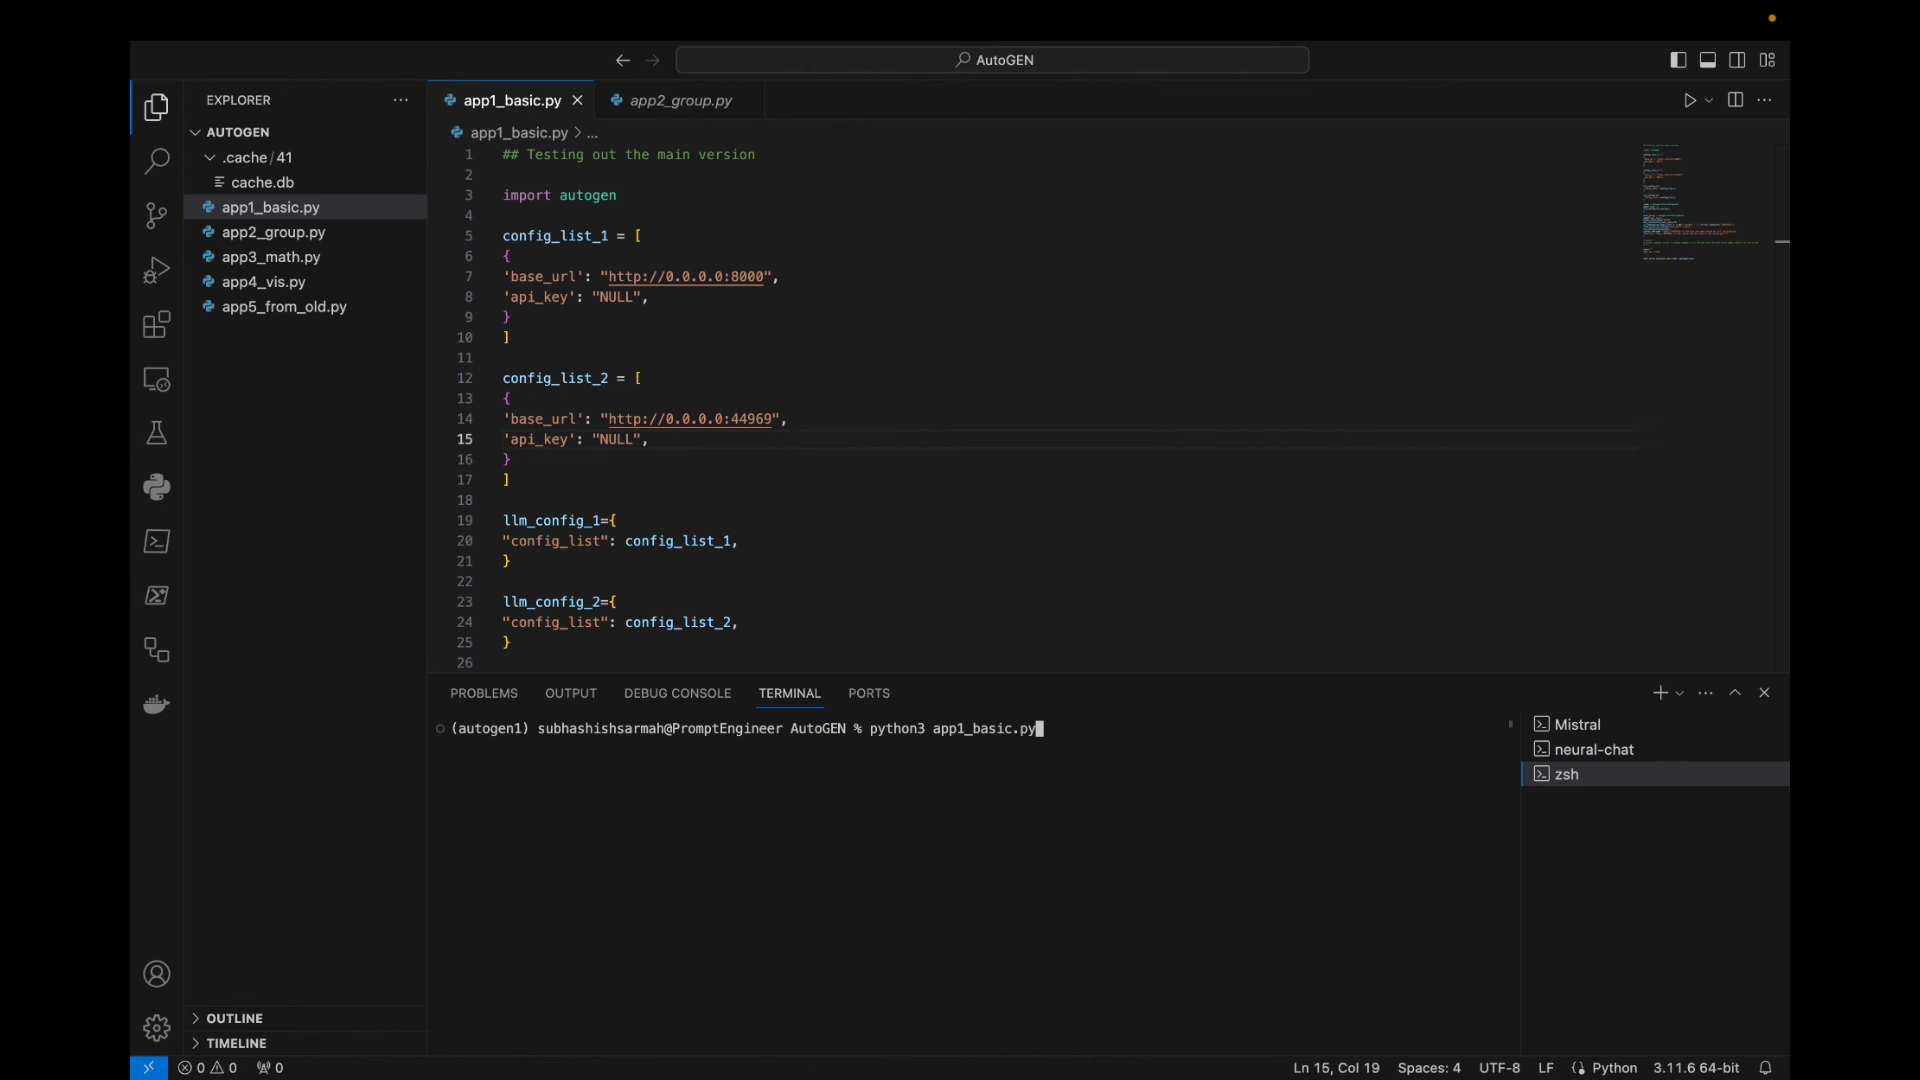 AutoGEN
EXPLORER
AUTOGEN
.cache / 41
cache.db
app1_basic.py
app2_group.py
app3_math.py
app4_vis.py
app5_from_old.py
OUTLINE
TIMELINE
app1_basic.py
app2_group.py
app1_basic.py > ...
1 ## Testing out the main version
2
3 import autogen
4
5 config_list_1 = [
6 {
7 'base_url': "http://0.0.0.0:8000",
8 'api_key': "NULL",
9 }
10 ]
11
12 config_list_2 = [
13 {
14 'base_url': "http://0.0.0.0:44969",
15 'api_key': "NULL",
16 }
17 ]
18
19 llm_config_1={
20 "config_list": config_list_1,
21 }
22
23 llm_config_2={
24 "config_list": config_list_2,
25 }
26
PROBLEMS OUTPUT DEBUG CONSOLE TERMINAL PORTS
(autogen1) subhashishsarmah@PromptEngineer AutoGEN % python3 app1_basic.py
Mistral
neural-chat
zsh
0 0 0
Ln 15, Col 19 Spaces: 4 UTF-8 LF Python 3.11.6 64-bit